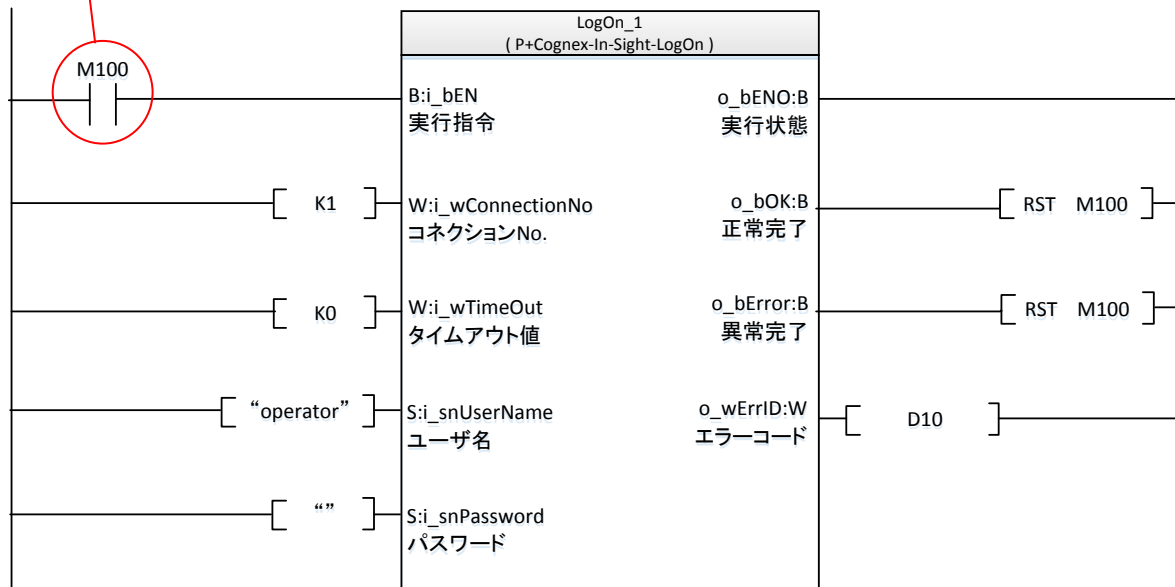 LogOn_1
( P+Cognex-In-Sight-LogOn )
M100
B:i_bEN
実行指令
o_bENO:B
実行状態
K1
W:i_wConnectionNo
コネクションNo.
o_bOK:B
正常完了
RST M100
K0
W:i_wTimeOut
タイムアウト値
o_bError:B
異常完了
RST M100
“operator”
S:i_snUserName
ユーザ名
o_wErrID:W
エラーコード
D10
“”
S:i_snPassword
パスワード